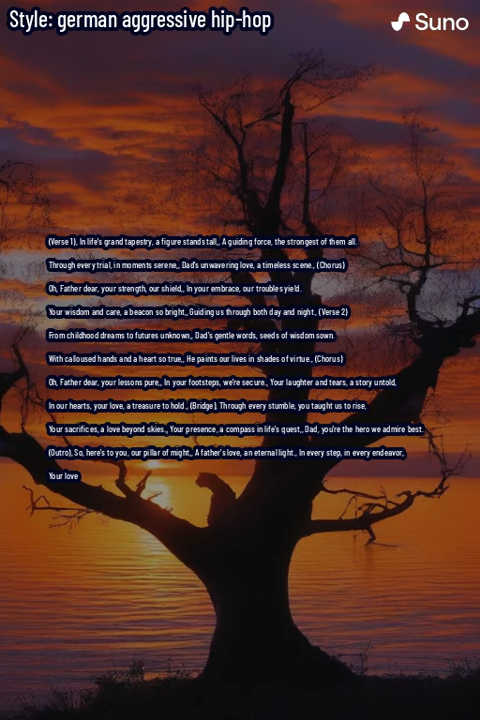 Style: german aggressive hip-hop
Suno
(Verse 1), In life's grand tapestry, a figure stands tall,, A guiding force, the strongest of them all.
Through every trial, in moments serene,, Dad's unwavering love, a timeless scene., (Chorus)
Oh, Father dear, your strength, our shield., In your embrace, our troubles yield.
Your wisdom and care, a beacon so bright,, Guiding us through both day and night., (Verse 2)
From childhood dreams to futures unknown,, Dad's gentle words, seeds of wisdom sown.
With calloused hands and a heart so true,, He paints our lives in shades of virtue., (Chorus)
Oh, Father dear, your lessons pure,, In your footsteps, we're secure., Your laughter and tears, a story untold,
In our hearts, your love, a treasure to hold., (Bridge), Through every stumble, you taught us to rise,
Your sacrifices, a love beyond skies., Your presence, a compass in life's quest,, Dad, you're the hero we admire best.
(Outro), So, here's to you, our pillar of might,, A father's love, an eternal light., In every step, in every endeavor,,
Your love